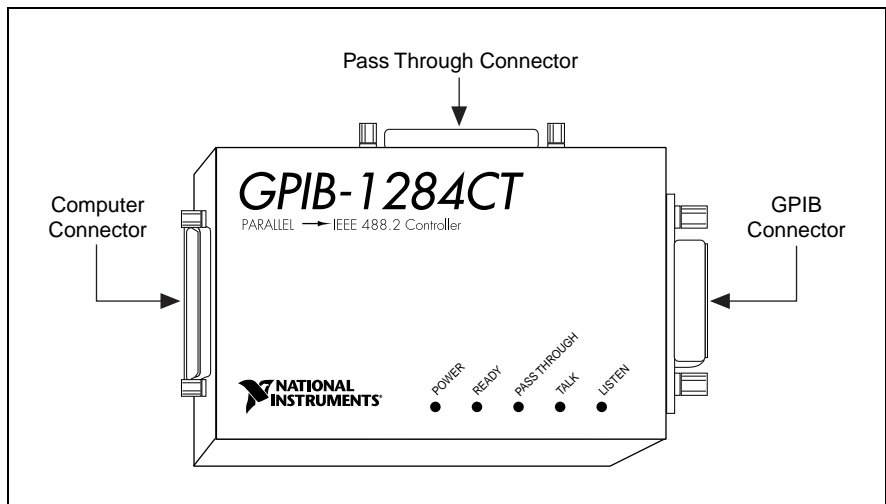 Pass Through Connector
Computer
Connector
GPIB-1284CT
PARALLEL → IEEE 488.2 Controller
GPIB
Connector
POWER
READY
PASS THROUGH
TALK
LISTEN
NATIONAL
INSTRUMENTS®